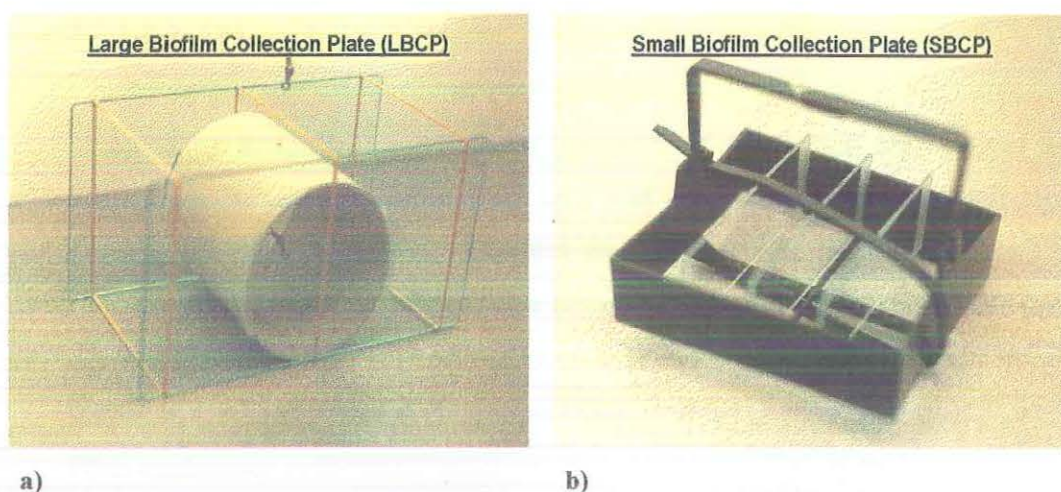 Large Biofilm Collection Plate (LBCP)
Small Biofilm Collection Plate (SBCP)
a)
b)